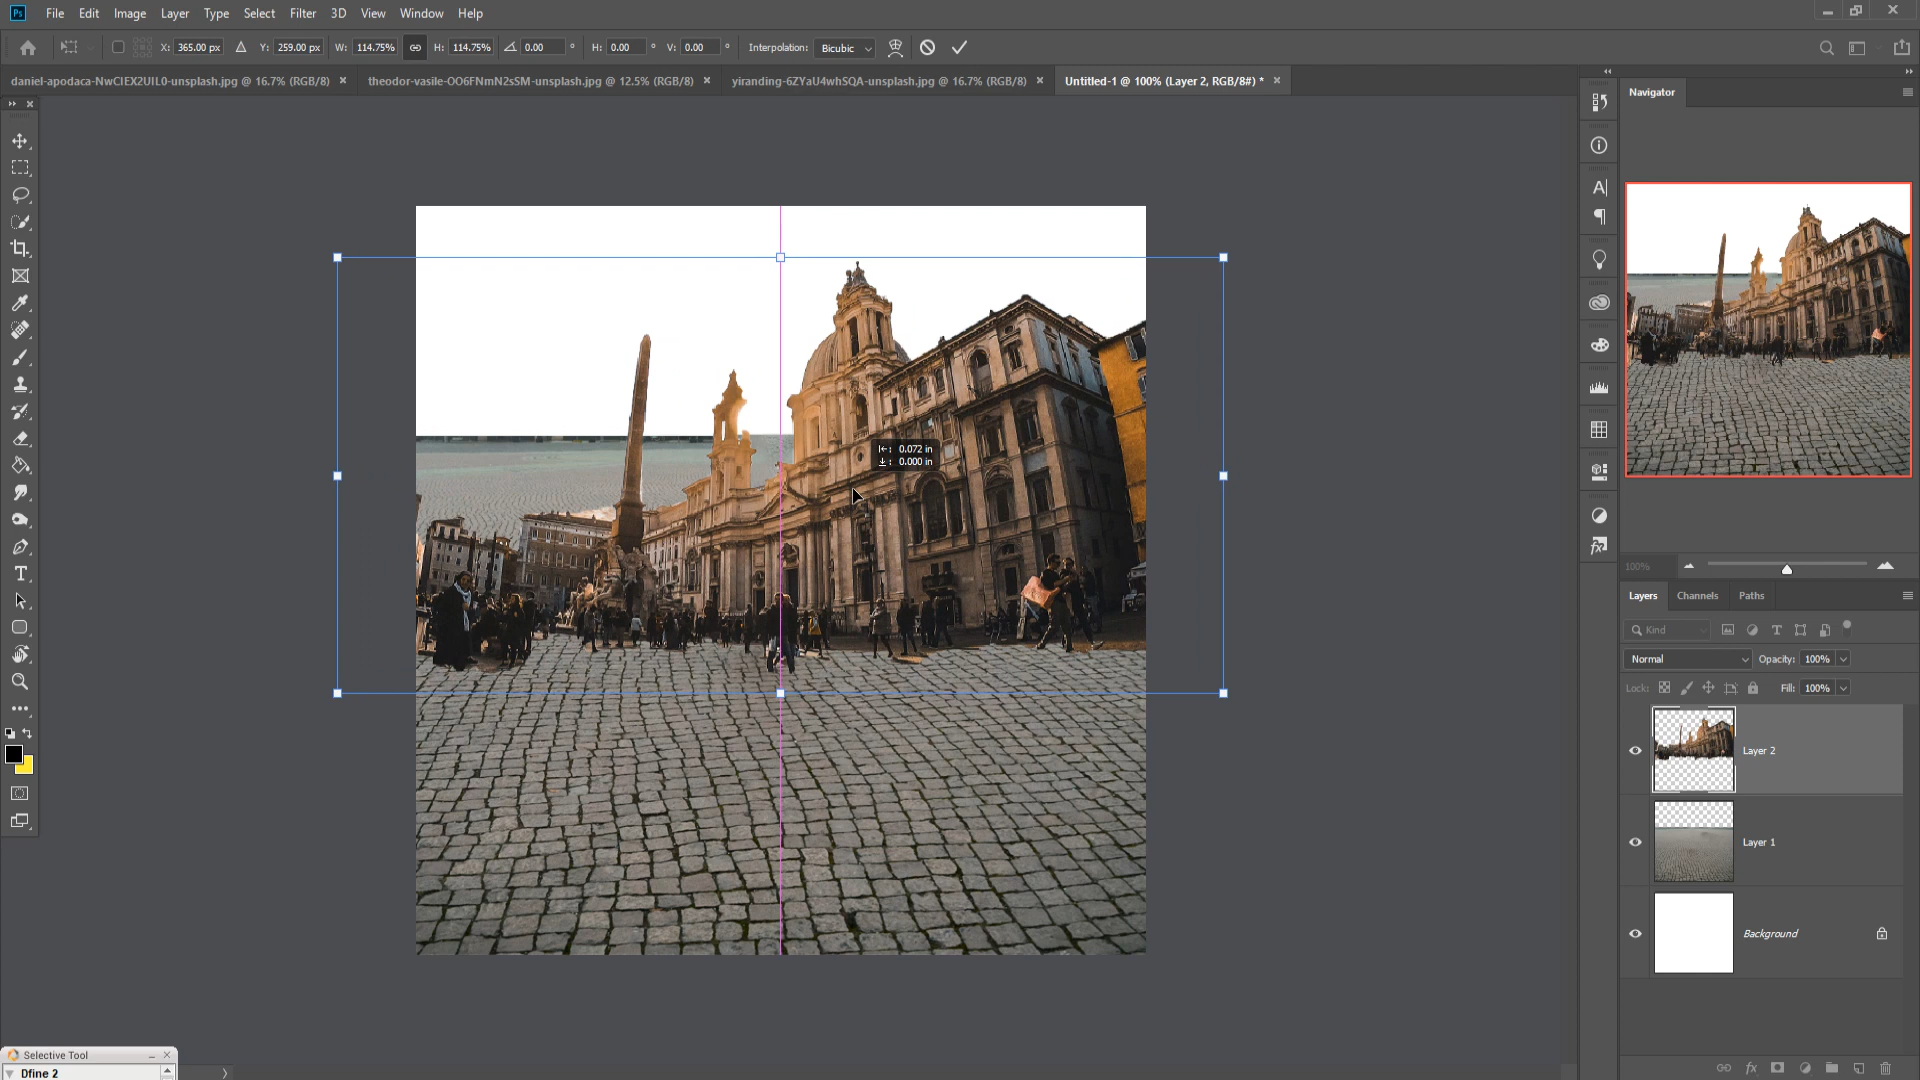 Ps File Edit Image Layer Type Select Filter 3D View Window Help
X: 365.00 px Y: 259.00 px W: 114.75% H: 114.75% 0.00 ° H: 0.00 ° V: 0.00 ° Interpolation: Bicubic
daniel-apodaca-NwClEX2UIL0-unsplash.jpg @ 16.7% (RGB/8) × theodor-vasile-OO6FNmN2sSM-unsplash.jpg @ 12.5% (RGB/8) × yiranding-6ZYaU4whSQA-unsplash.jpg @ 16.7% (RGB/8) × Untitled-1 @ 100% (Layer 2, RGB/8#) * ×
Navigator
0.072 in
0.000 in
100%
Layers Channels Paths
Kind
Normal Opacity: 100%
Lock: Fill: 100%
Layer 2
Layer 1
Background
Selective Tool
Dfine 2